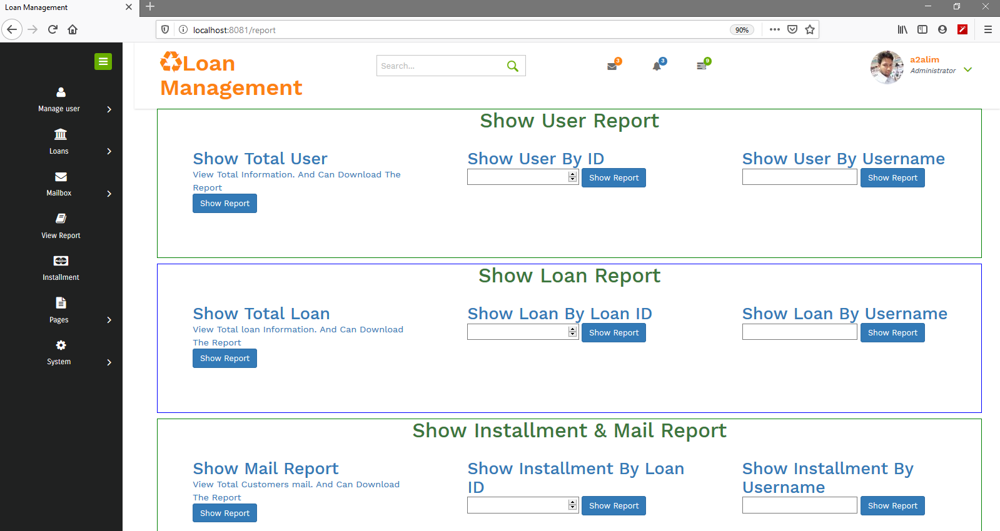 Loan Management
localhost:8081/report
90%
Loan
Management
Search...
3
3
9
a2alim
Administrator
Manage user
Loans
Mailbox
View Report
Installment
Pages
System
Show User Report
Show Total User
View Total Information. And Can Download The
Report
Show Report
Show User By ID
Show Report
Show User By Username
Show Report
Show Loan Report
Show Total Loan
View Total loan Information. And Can Download
The Report
Show Report
Show Loan By Loan ID
Show Report
Show Loan By Username
Show Report
Show Installment & Mail Report
Show Mail Report
View Total Customers mail. And Can Download
The Report
Show Report
Show Installment By Loan
ID
Show Report
Show Installment By
Username
Show Report